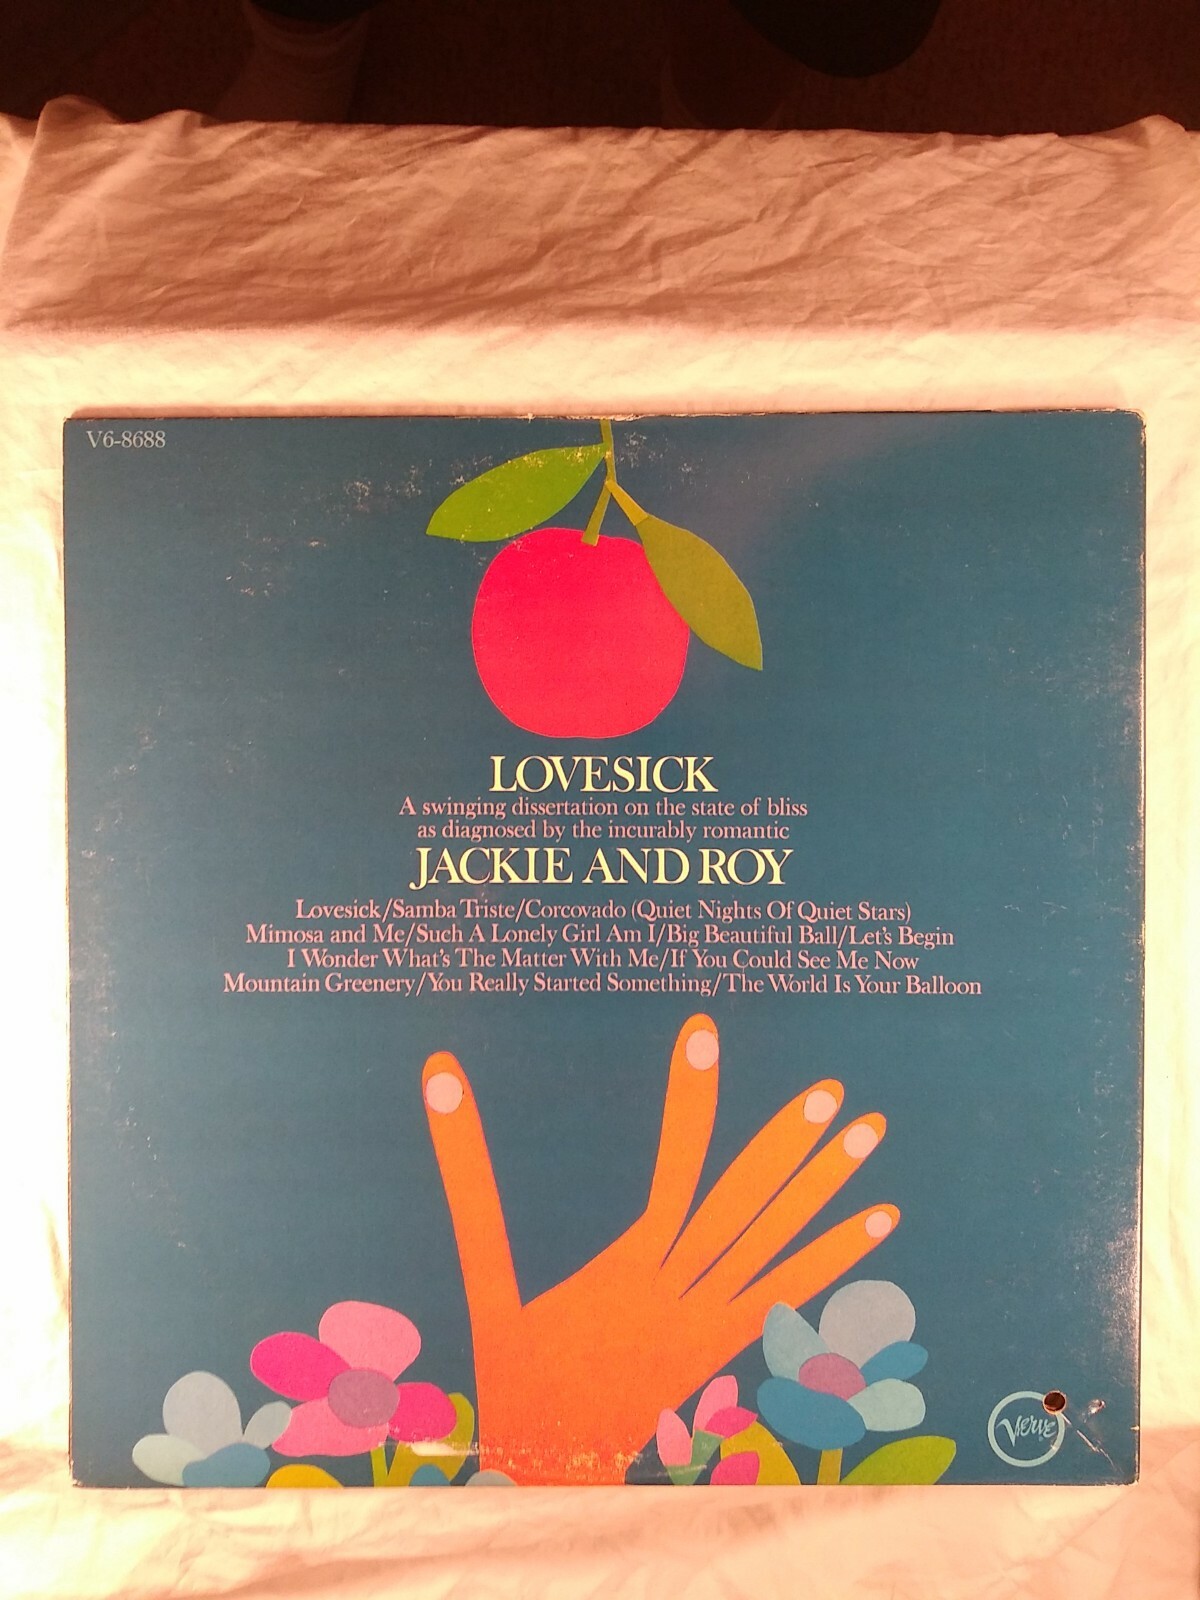 V6-8688
LOVESICK
A swinging dissertation on the state of bliss
as diagnosed by the incurably romantic
JACKIE AND ROY
Lovesick/Samba Triste/Corcovado (Quiet Nights Of Quiet Stars)
Mimosa and Me/Such A Lonely Girl Am I/Big Beautiful Ball/Let's Begin
I Wonder What's The Matter With Me/If You Could See Me Now
Mountain Greenery/You Really Started Something/The World Is Your Balloon
Verve